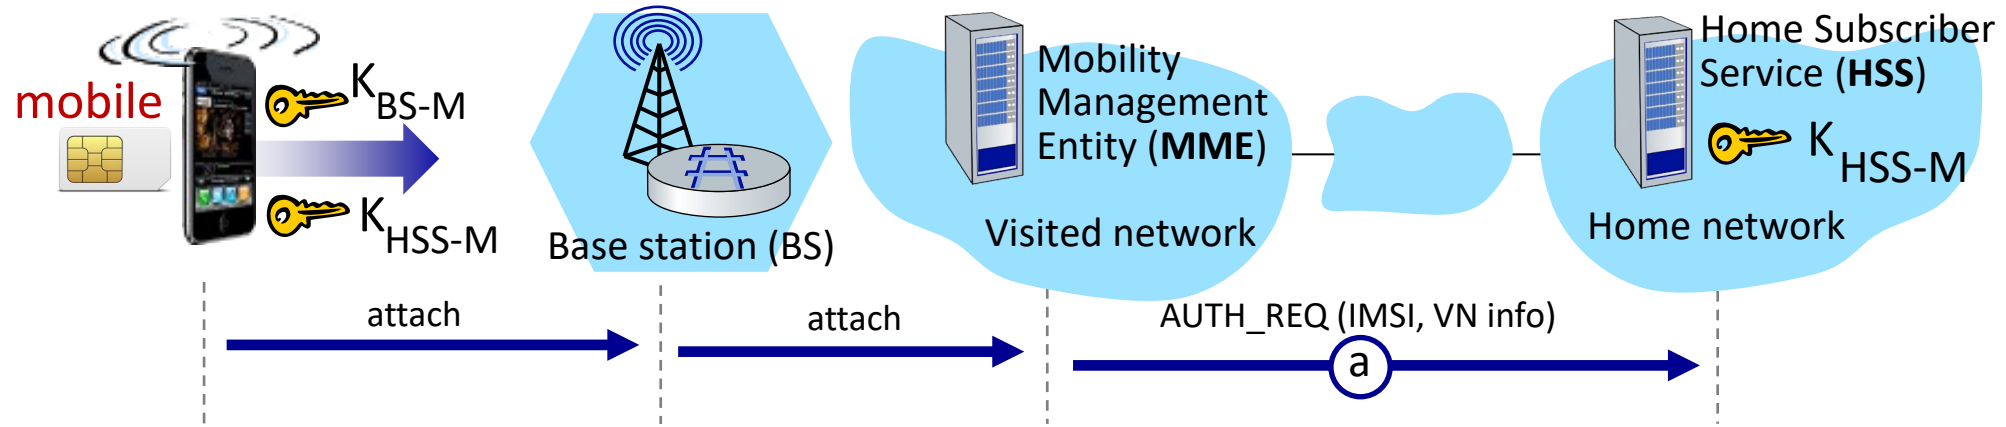 mobile
K BS-M
K HSS-M
Base station (BS)
Mobility
Management
Entity (MME)
Visited network
Home Subscriber
Service (HSS)
K HSS-M
Home network
attach
attach
AUTH_REQ (IMSI, VN info)
a